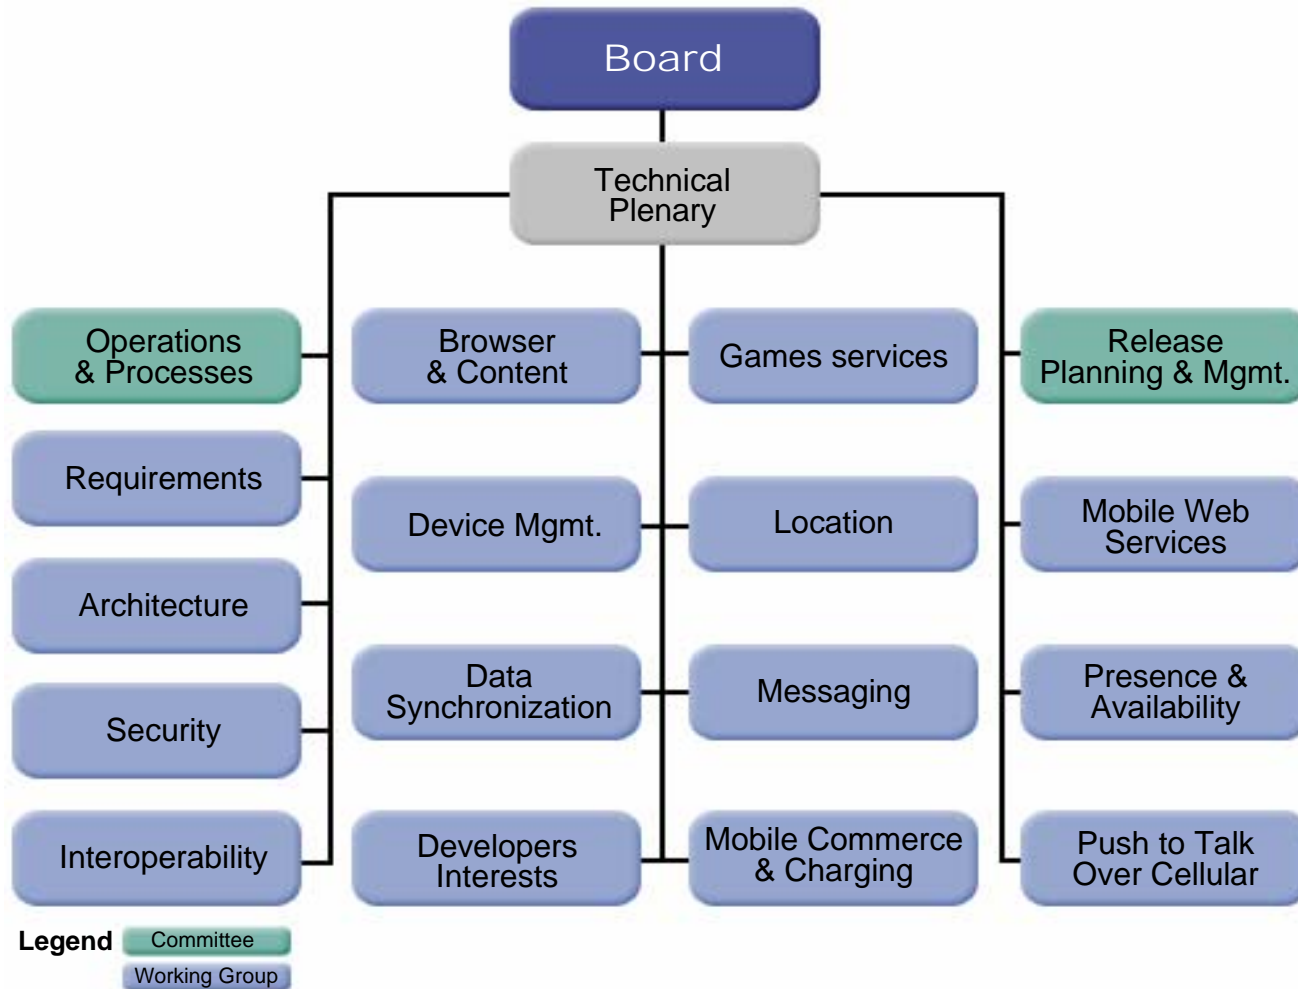 Board
Technical
Plenary
Operations
& Processes
Requirements
Architecture
Security
Interoperability
Browser
& Content
Device Mgmt.
Data
Synchronization
Developers
Interests
Games services
Location
Messaging
Mobile Commerce
& Charging
Release
Planning & Mgmt.
Mobile Web
Services
Presence &
Availability
Push to Talk
Over Cellular
Legend
Committee
Working Group